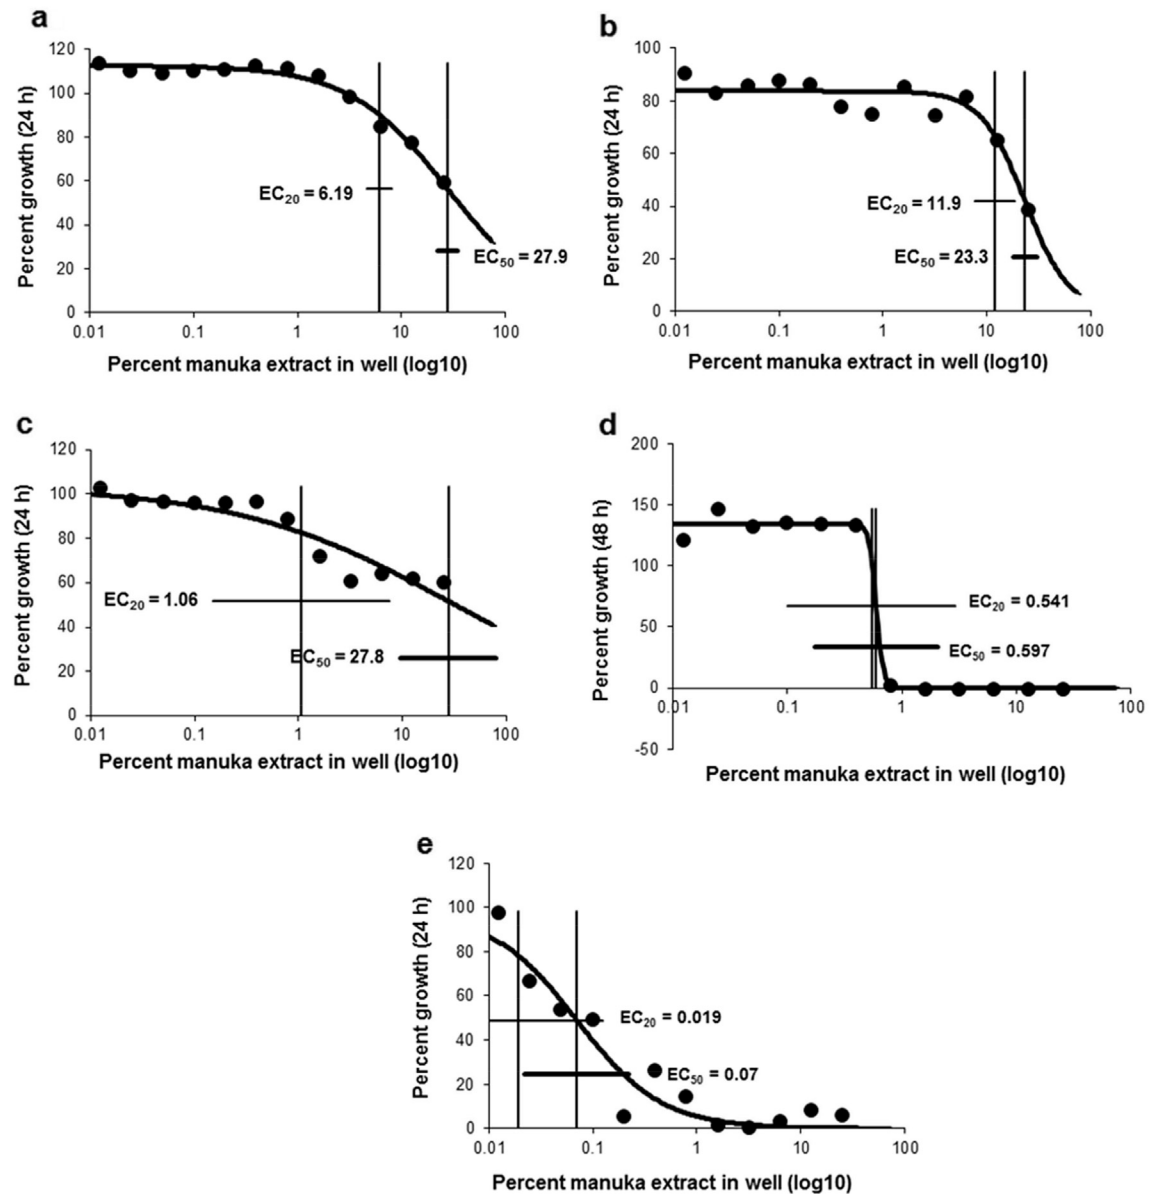 a
120
100
80
60
40
20
0
Percent growth (24 h)
EC20 = 6.19
EC50 = 27.9
0.01 0.1 1 10 100
Percent manuka extract in well (log10)
b
100
80
60
40
20
0
Percent growth (24 h)
EC20 = 11.9
EC50 = 23.3
0.01 0.1 1 10 100
Percent manuka extract in well (log10)
c
120
100
80
60
40
20
0
Percent growth (24 h)
EC20 = 1.06
EC50 = 27.8
0.01 0.1 1 10 100
Percent manuka extract in well (log10)
d
200
150
100
50
0
-50
Percent growth (48 h)
EC20 = 0.541
EC50 = 0.597
0.01 0.1 1 10 100
Percent manuka extract in well (log10)
e
120
100
80
60
40
20
0
Percent growth (24 h)
EC20 = 0.019
EC50 = 0.07
0.01 0.1 1 10 100
Percent manuka extract in well (log10)